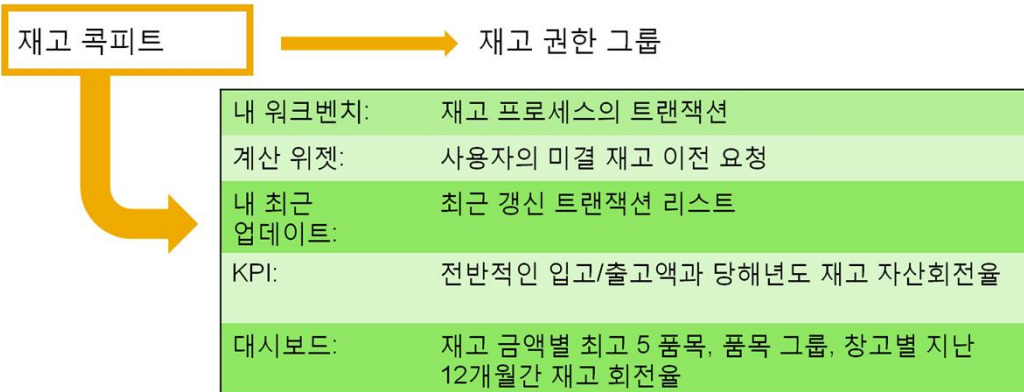 재고 콕피트
재고 권한 그룹
내 워크벤치: 재고 프로세스의 트랜잭션
계산 위젯: 사용자의 미결 재고 이전 요청
내 최근 최근 갱신 트랜잭션 리스트
업데이트:
KPI: 전반적인 입고/출고액과 당해년도 재고 자산회전율
대시보드: 재고 금액별 최고 5 품목, 품목 그룹, 창고별 지난
12개월간 재고 회전율